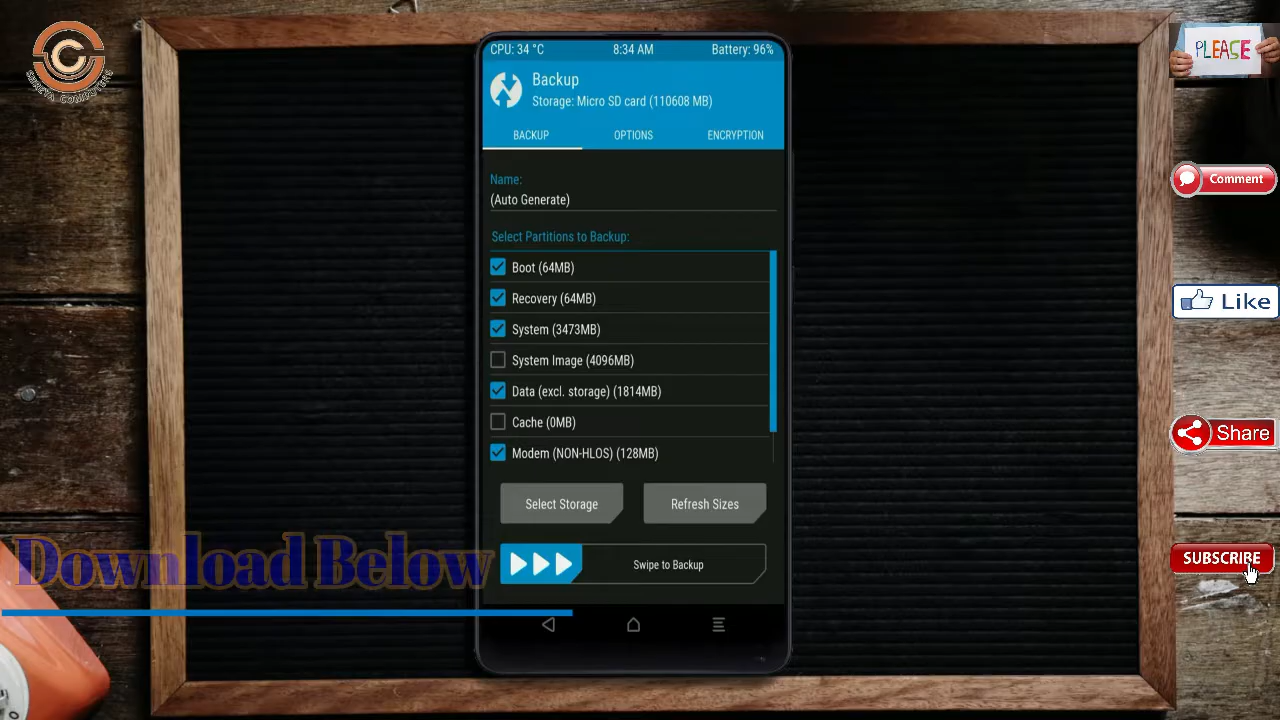 SHREYA COMPUTERS
CPU: 34 °C
8:34 AM
Battery: 96%
Backup
Storage: Micro SD card (110608 MB)
BACKUP
OPTIONS
ENCRYPTION
Name:
(Auto Generate)
Select Partitions to Backup:
Boot (64MB)
Recovery (64MB)
System (3473MB)
System Image (4096MB)
Data (excl. storage) (1814MB)
Cache (0MB)
Modem (NON-HLOS) (128MB)
Select Storage
Refresh Sizes
Swipe to Backup
Download Below
PLEASE
Comment
Like
Share
SUBSCRIBE